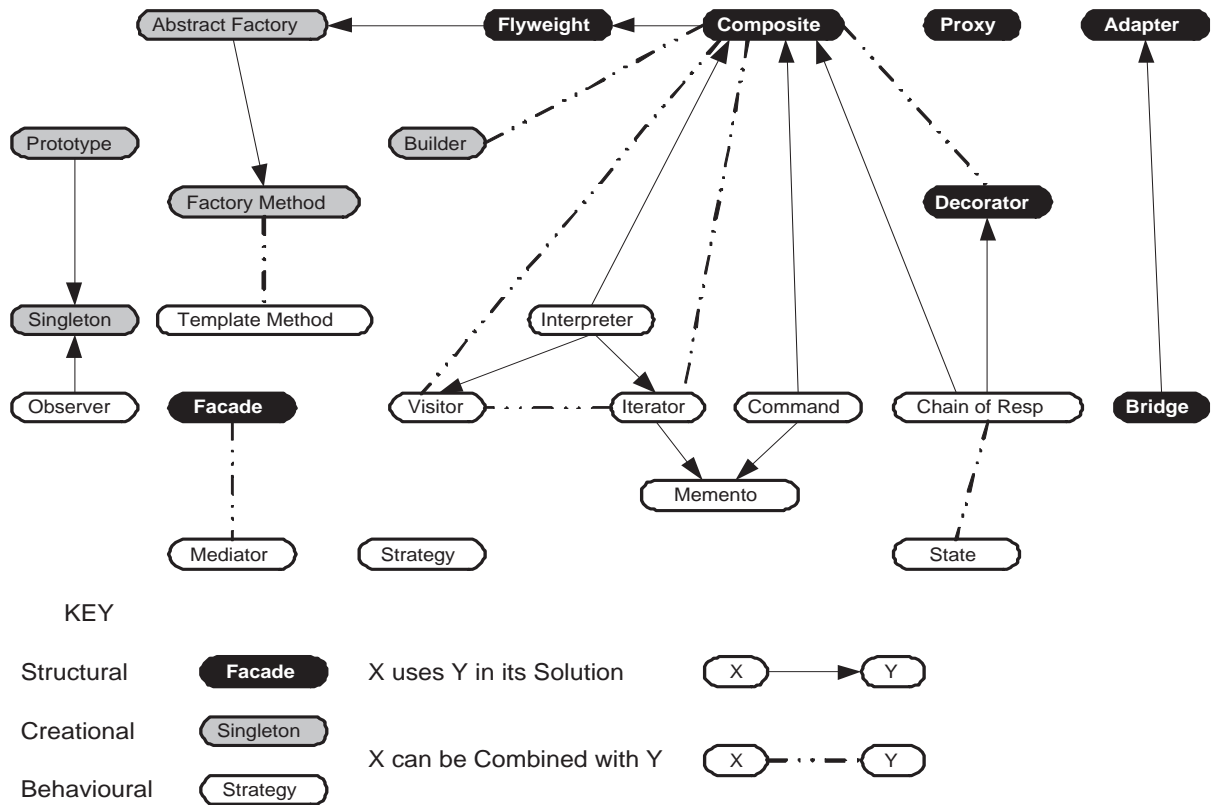 Abstract Factory
Flyweight
Composite
Proxy
Adapter
Prototype
Builder
Factory Method
Decorator
Singleton
Template Method
Interpreter
Observer
Facade
Visitor
Iterator
Command
Chain of Resp
Bridge
Memento
Mediator
Strategy
State
KEY
Structural
Facade
X uses Y in its Solution
X
Y
Creational
Singleton
X can be Combined with Y
X
Y
Behavioural
Strategy